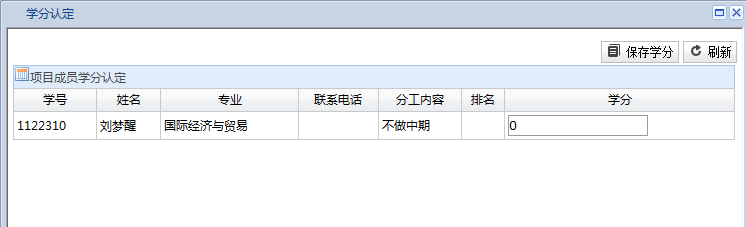 学分认定
保存学分 刷新
项目成员学分认定
学号 姓名 专业 联系电话 分工内容 排名 学分
1122310 刘梦醒 国际经济与贸易 不做中期 0